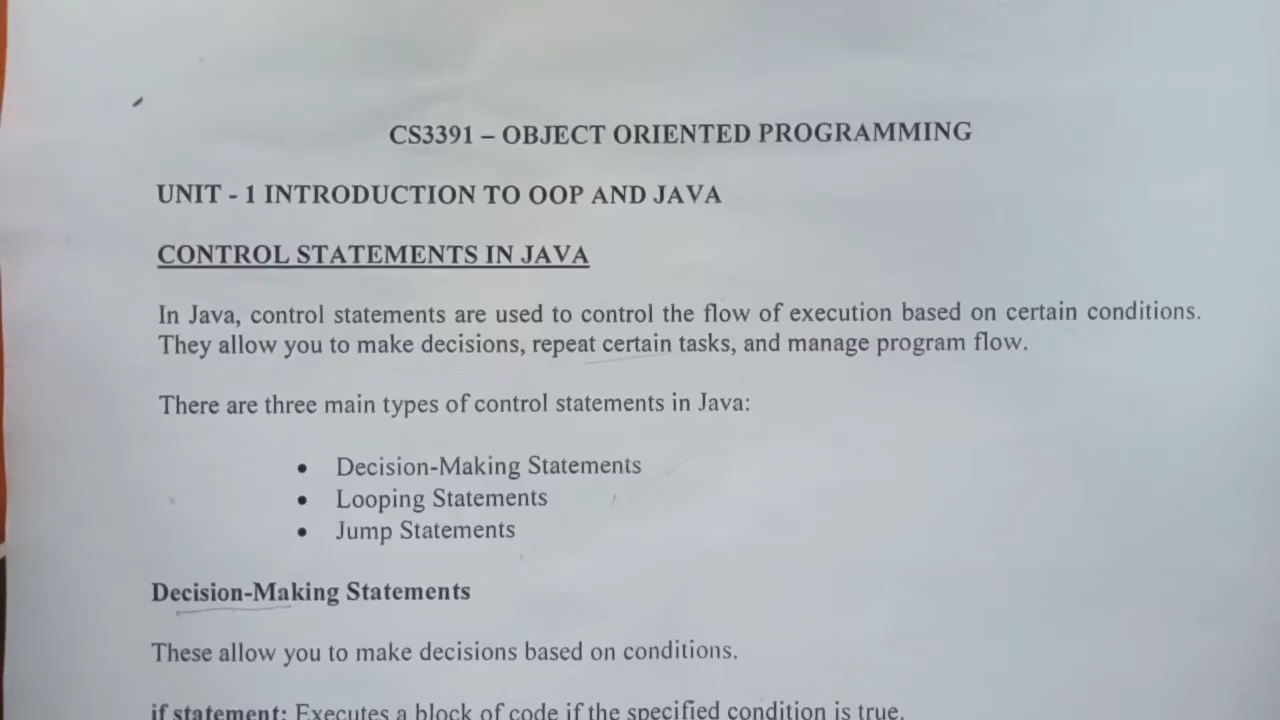 CS3391 – OBJECT ORIENTED PROGRAMMING
UNIT - 1 INTRODUCTION TO OOP AND JAVA
CONTROL STATEMENTS IN JAVA
In Java, control statements are used to control the flow of execution based on certain conditions.
They allow you to make decisions, repeat certain tasks, and manage program flow.
There are three main types of control statements in Java:
• Decision-Making Statements
• Looping Statements
• Jump Statements
Decision-Making Statements
These allow you to make decisions based on conditions.
if statement: Executes a block of code if the specified condition is true.